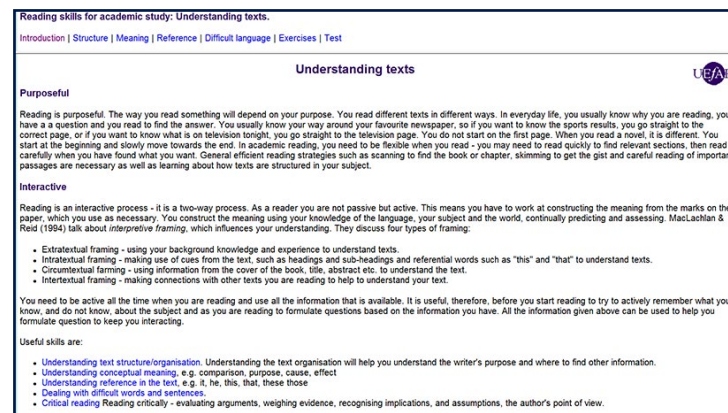 Reading skills for academic study: Understanding texts.
Introduction | Structure | Meaning | Reference | Difficult language | Exercises | Test
Understanding texts
UEfAP
Purposeful
Reading is purposeful. The way you read something will depend on your purpose. You read different texts in different ways. In everyday life, you usually know why you are reading, you
have a a question and you read to find the answer. You usually know your way around your favourite newspaper, so if you want to know the sports results, you go straight to the
correct page, or if you want to know what is on television tonight, you go straight to the television page. You do not start on the first page. When you read a novel, it is different. You
start at the beginning and slowly move towards the end. In academic reading, you need to be flexible when you read - you may need to read quickly to find relevant sections, then read
carefully when you have found what you want. General efficient reading strategies such as scanning to find the book or chapter, skimming to get the gist and careful reading of importan
passages are necessary as well as learning about how texts are structured in your subject.
Interactive
Reading is an interactive process - it is a two-way process. As a reader you are not passive but active. This means you have to work at constructing the meaning from the marks on the
paper, which you use as necessary. You construct the meaning using your knowledge of the language, your subject and the world, continually predicting and assessing. MacLachlan &
Reid (1994) talk about interpretive framing, which influences your understanding. They discuss four types of framing:
• Extratextual framing - using your background knowledge and experience to understand texts.
• Intratextual framing - making use of cues from the text, such as headings and sub-headings and referential words such as "this" and "that" to understand texts.
• Circumtextual farming - using information from the cover of the book, title, abstract etc. to understand the text.
• Intertextual framing - making connections with other texts you are reading to help to understand your text.
You need to be active all the time when you are reading and use all the information that is available. It is useful, therefore, before you start reading to try to actively remember what you
know, and do not know, about the subject and as you are reading to formulate questions based on the information you have. All the information given above can be used to help you
formulate question to keep you interacting.
Useful skills are:
• Understanding text structure/organisation. Understanding the text organisation will help you understand the writer's purpose and where to find other information.
• Understanding conceptual meaning, e.g. comparison, purpose, cause, effect
• Understanding reference in the text, e.g. it, he, this, that, these those
• Dealing with difficult words and sentences.
• Critical reading Reading critically - evaluating arguments, weighing evidence, recognising implications, and assumptions, the author's point of view.